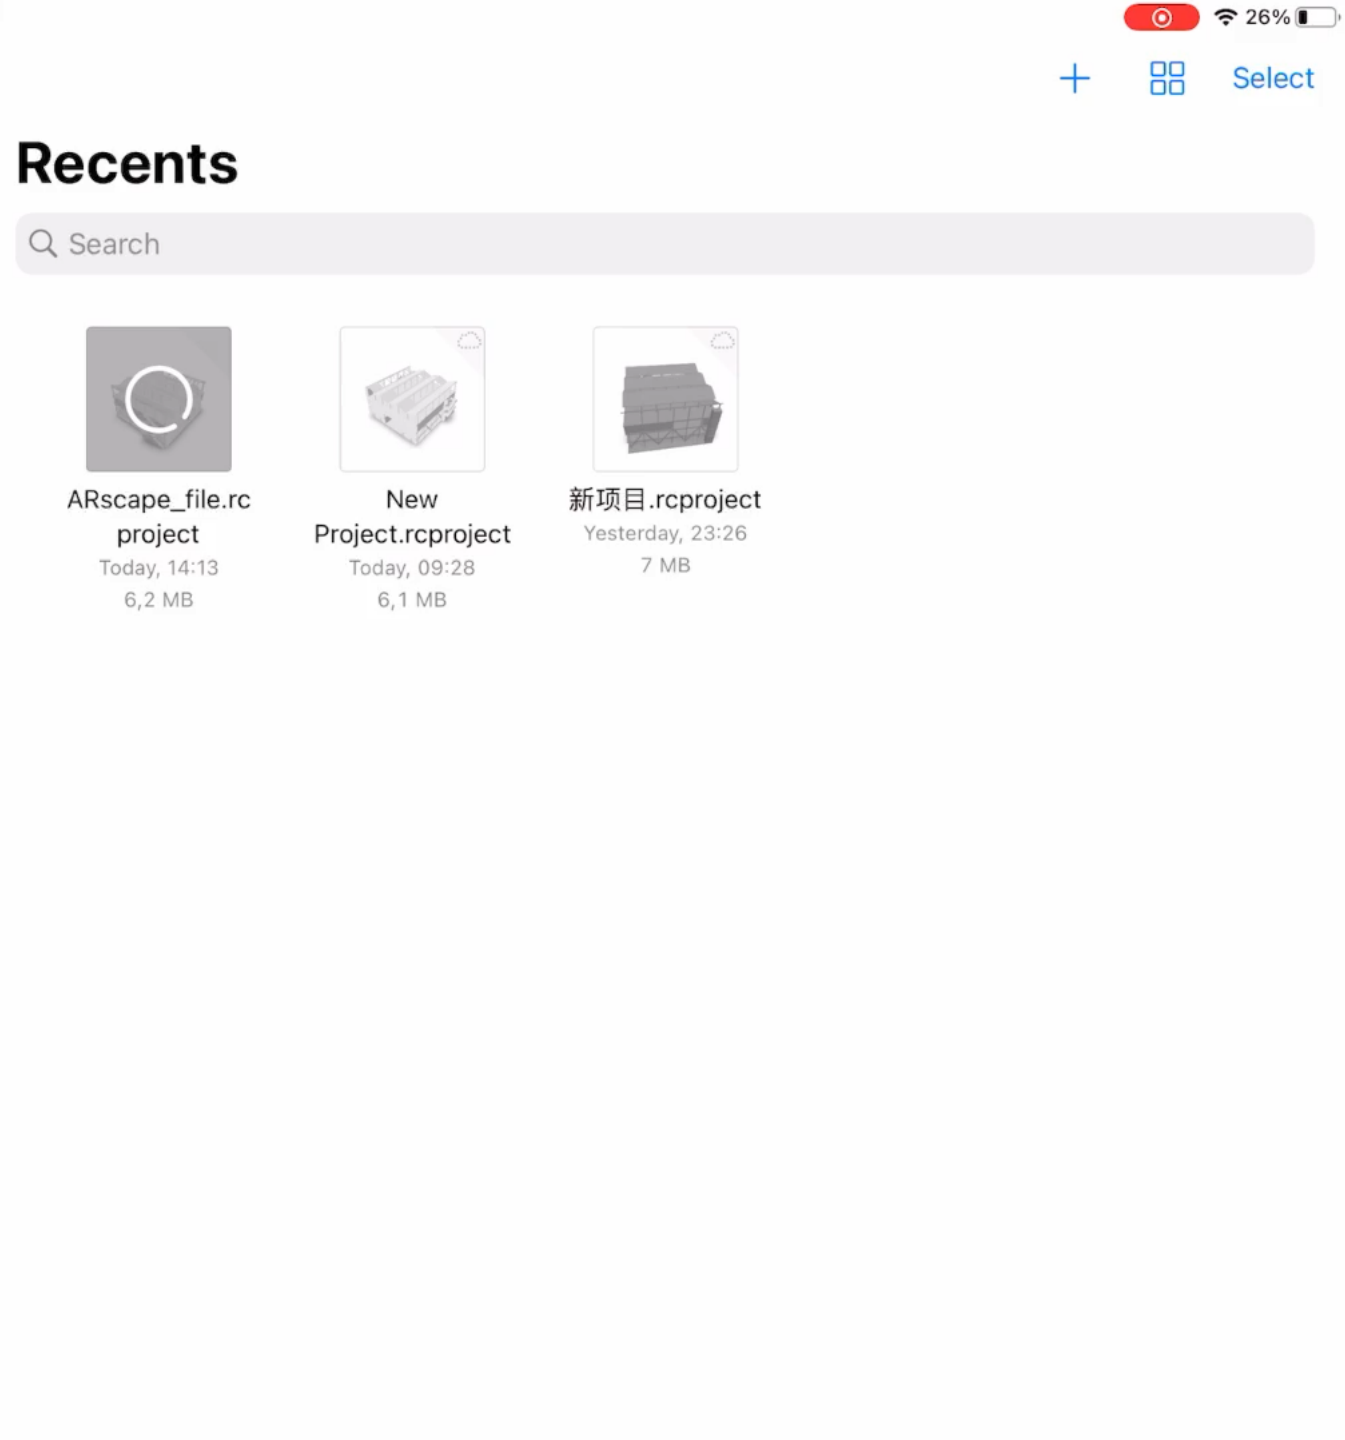 26%
Select
Recents
Search
ARscape_file.rc
project
Today, 14:13
6,2 MB
New
Project.rcproject
Today, 09:28
6,1 MB
新项目.rcproject
Yesterday, 23:26
7 MB